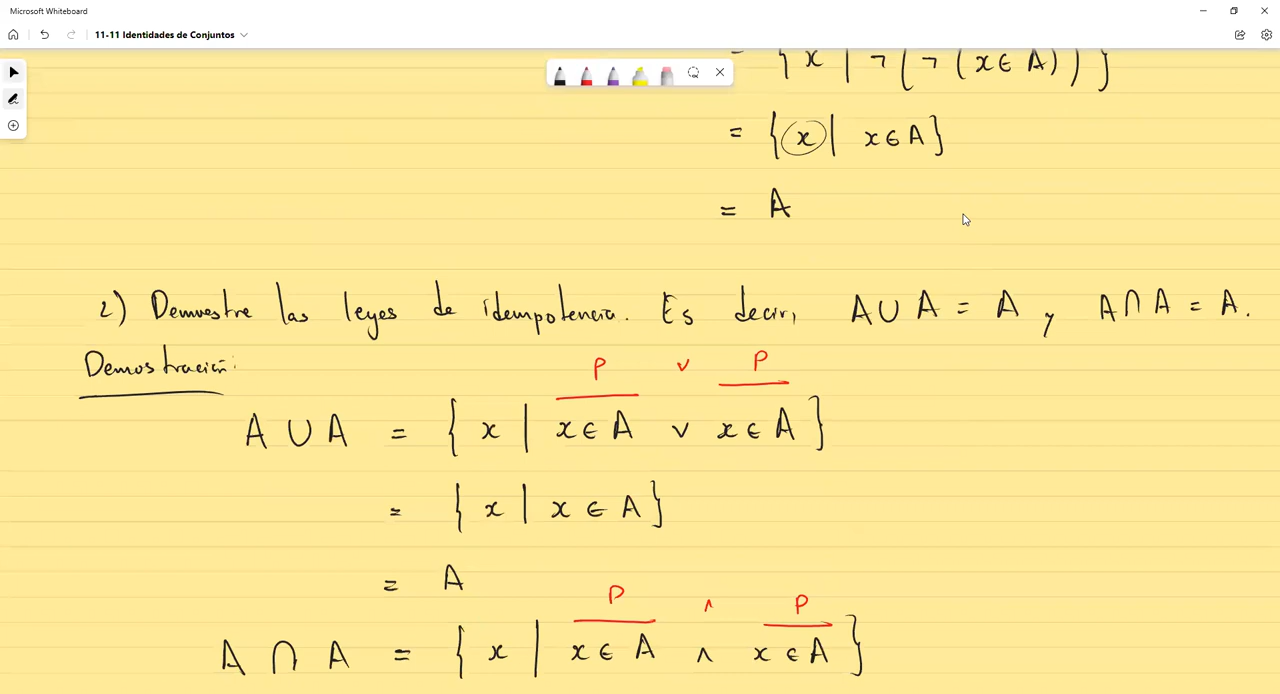 Microsoft Whiteboard
11-11 Identidades de Conjuntos
= { x | ¬ ( ¬ ( x ∈ A ) ) }
= { x | x ∈ A }
= A
2) Demuestre las leyes de idempotencia. Es decir, A ∪ A = A y A ∩ A = A.
Demostración:
P ∨ P
A ∪ A = { x | x ∈ A ∨ x ∈ A }
= { x | x ∈ A }
= A
P ∧ P
A ∩ A = { x | x ∈ A ∧ x ∈ A }